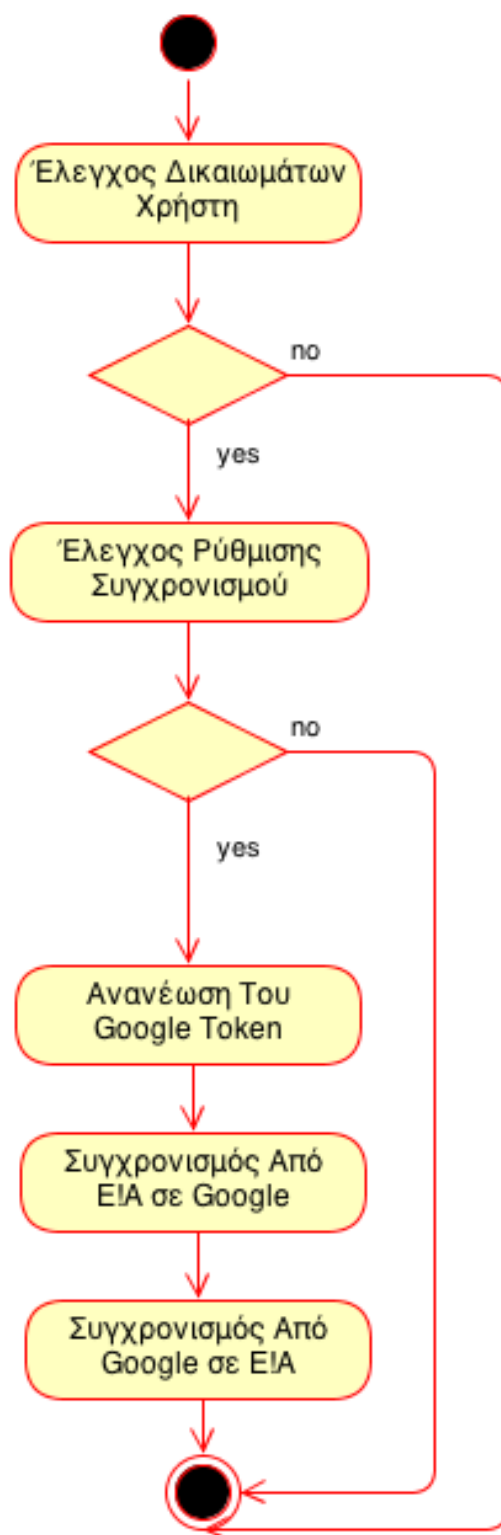 Έλεγχος Δικαιωμάτων
Χρήστη
no
yes
Έλεγχος Ρύθμισης
Συγχρονισμού
no
yes
Ανανέωση Του
Google Token
Συγχρονισμός Από
E!A σε Google
Συγχρονισμός Από
Google σε E!A